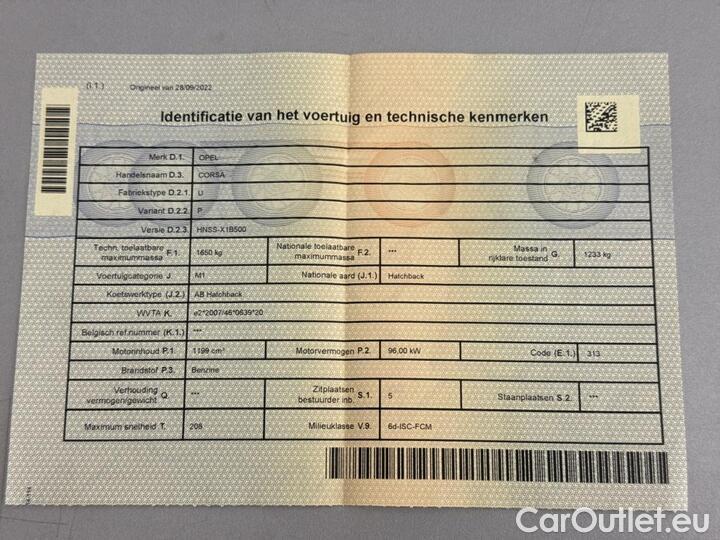 (I.1.) Origineel van 28/09/2022
Identificatie van het voertuig en technische kenmerken
Merk D.1. OPEL
Handelsnaam D.3. CORSA
Fabriekstype D.2.1. U
Variant D.2.2. P
Versie D.2.3. HNSS-X1B500
Techn. toelaatbare maximummassa F.1. 1650 kg Nationale toelaatbare maximummassa F.2. *** Massa in rijklare toestand G. 1233 kg
Voertuigcategorie J. M1 Nationale aard (J.1.) Hatchback
Koetswerktype (J.2.) AB Hatchback
WVTA K. e2*2007/46*0639*20
Belgisch ref.nummer (K.1.) ***
Motorinhoud P.1. 1199 cm³ Motorvermogen P.2. 96,00 kW Code (E.1.) 313
Brandstof P.3. Benzine
Verhouding vermogen/gewicht Q. *** Zitplaatsen bestuurder inb. S.1. 5 Staanplaatsen S.2. ***
Maximum snelheid T. 208 Milieuklasse V.9. 6d-ISC-FCM
CarOutlet.eu